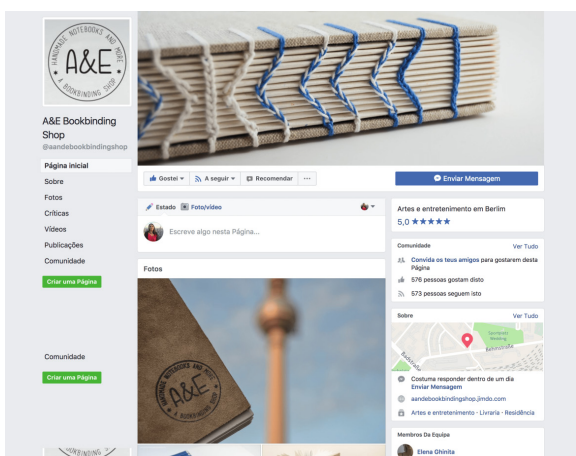 HANDMADE NOTEBOOKS AND MORE
A&E
A BOOKBINDING SHOP
A&E Bookbinding
Shop
@aandebookbindingshop
Página inicial
Sobre
Fotos
Críticas
Vídeos
Publicações
Comunidade
Criar uma Página
Comunidade
Criar uma Página
BOOKBINDING
Gostei
A seguir
Recomendar
...
Enviar Mensagem
Estado
Foto/vídeo
Escreve algo nesta Página...
Fotos
HANDMADE NOTEBOOKS AND MORE
A&E
A BOOKBINDING SHOP
Artes e entretenimento em Berlim
5,0 ★★★★★
Comunidade
Ver Tudo
Convida os teus amigos para gostarem desta
Página
576 pessoas gostam disto
573 pessoas seguem isto
Sobre
Ver Tudo
Badstraße
Behmstraße
Costuma responder dentro de um dia
Enviar Mensagem
aandebookbindingshop.jimdo.com
Artes e entretenimento · Livraria · Residência
Membros Da Equipa
Elena Ghinita